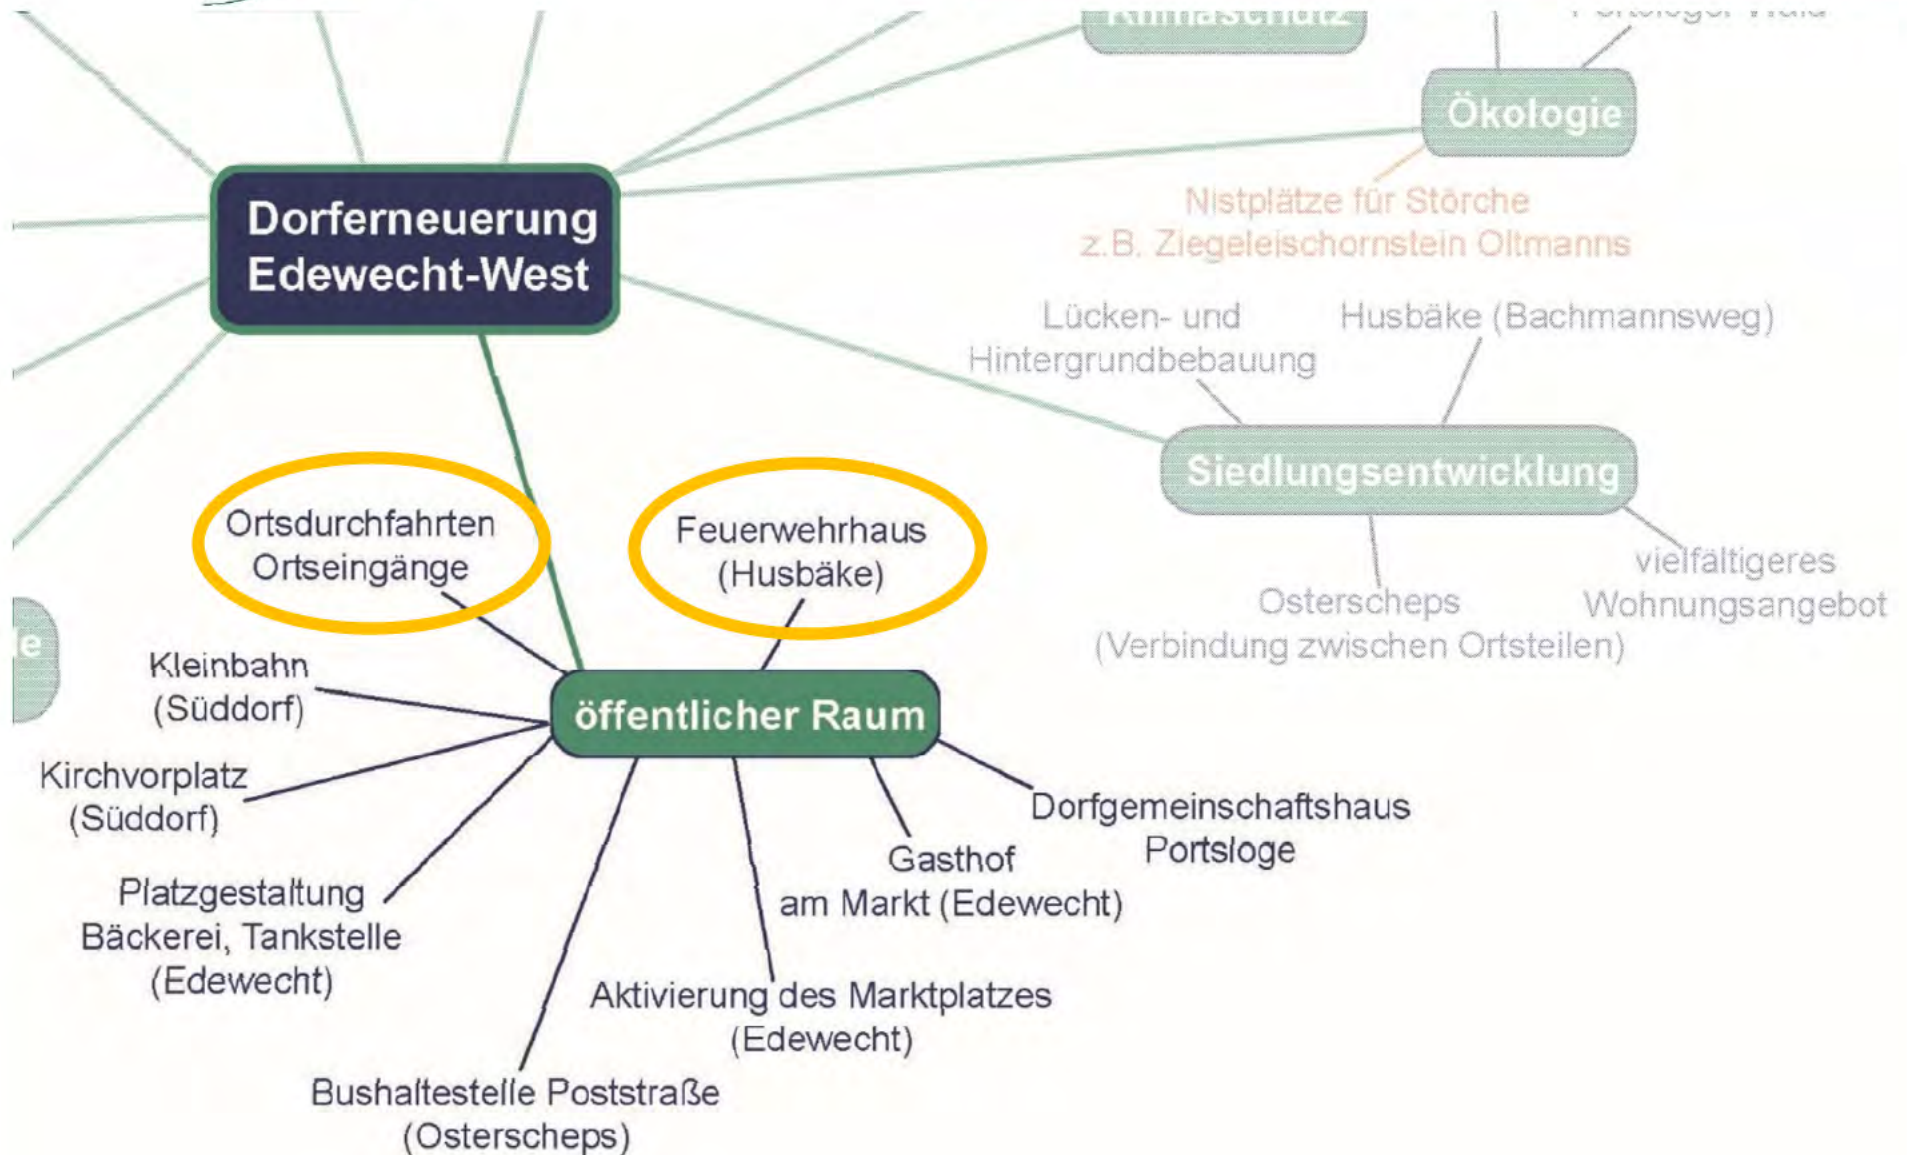 Klimaschutz
Ökologie
Dorferneuerung
Edewecht-West
Nistplätze für Störche
z.B. Ziegeleischornstein Oltmanns
Lücken- und
Hintergrundbebauung
Husbäke (Bachmannsweg)
Siedlungsentwicklung
Osterscheps
(Verbindung zwischen Ortsteilen)
vielfältigeres
Wohnungsangebot
Ortsdurchfahrten
Ortseingänge
Feuerwehrhaus
(Husbäke)
Kleinbahn
(Süddorf)
öffentlicher Raum
Kirchvorplatz
(Süddorf)
Dorfgemeinschaftshaus
Portsloge
Gasthof
am Markt (Edewecht)
Platzgestaltung
Bäckerei, Tankstelle
(Edewecht)
Aktivierung des Marktplatzes
(Edewecht)
Bushaltestelle Poststraße
(Osterscheps)